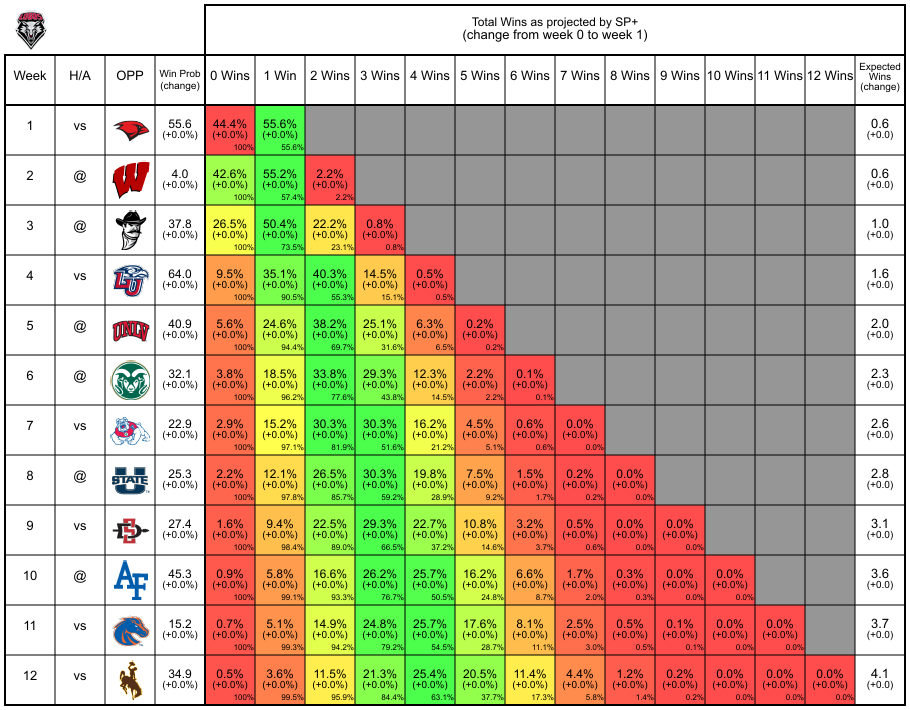 LOBOS
Total Wins as projected by SP+
(change from week 0 to week 1)
Week H/A OPP Win Prob (change) 0 Wins 1 Win 2 Wins 3 Wins 4 Wins 5 Wins 6 Wins 7 Wins 8 Wins 9 Wins 10 Wins 11 Wins 12 Wins Expected Wins (change)
1 vs 55.6 44.4% 55.6% 0.6
(+0.0%) (+0.0%) (+0.0%) (+0.0)
100% 55.6%
2 @ W 4.0 42.6% 55.2% 2.2% 0.6
(+0.0%) (+0.0%) (+0.0%) (+0.0%) (+0.0)
100% 57.4% 2.2%
3 @ 37.8 26.5% 50.4% 22.2% 0.8% 1.0
(+0.0%) (+0.0%) (+0.0%) (+0.0%) (+0.0%) (+0.0)
100% 73.5% 23.1% 0.8%
4 vs LU 64.0 9.5% 35.1% 40.3% 14.5% 0.5% 1.6
(+0.0%) (+0.0%) (+0.0%) (+0.0%) (+0.0%) (+0.0%) (+0.0)
100% 90.5% 55.3% 15.1% 0.5%
5 @ UNLV 40.9 5.6% 24.6% 38.2% 25.1% 6.3% 0.2% 2.0
(+0.0%) (+0.0%) (+0.0%) (+0.0%) (+0.0%) (+0.0%) (+0.0%) (+0.0)
100% 94.4% 69.7% 31.6% 6.5% 0.2%
6 @ 32.1 3.8% 18.5% 33.8% 29.3% 12.3% 2.2% 0.1% 2.3
(+0.0%) (+0.0%) (+0.0%) (+0.0%) (+0.0%) (+0.0%) (+0.0%) (+0.0%) (+0.0)
100% 96.2% 77.6% 43.8% 14.5% 2.2% 0.1%
7 vs 22.9 2.9% 15.2% 30.3% 30.3% 16.2% 4.5% 0.6% 0.0% 2.6
(+0.0%) (+0.0%) (+0.0%) (+0.0%) (+0.0%) (+0.0%) (+0.0%) (+0.0%) (+0.0%) (+0.0)
100% 97.1% 81.9% 51.6% 21.2% 5.1% 0.6% 0.0%
8 @ U STATE 25.3 2.2% 12.1% 26.5% 30.3% 19.8% 7.5% 1.5% 0.2% 0.0% 2.8
(+0.0%) (+0.0%) (+0.0%) (+0.0%) (+0.0%) (+0.0%) (+0.0%) (+0.0%) (+0.0%) (+0.0%) (+0.0)
100% 97.8% 85.7% 59.2% 28.9% 9.2% 1.7% 0.2% 0.0%
9 vs SD 27.4 1.6% 9.4% 22.5% 29.3% 22.7% 10.8% 3.2% 0.5% 0.0% 0.0% 3.1
(+0.0%) (+0.0%) (+0.0%) (+0.0%) (+0.0%) (+0.0%) (+0.0%) (+0.0%) (+0.0%) (+0.0%) (+0.0%) (+0.0)
100% 98.4% 89.0% 66.5% 37.2% 14.6% 3.7% 0.6% 0.0% 0.0%
10 @ AF 45.3 0.9% 5.8% 16.6% 26.2% 25.7% 16.2% 6.6% 1.7% 0.3% 0.0% 0.0% 3.6
(+0.0%) (+0.0%) (+0.0%) (+0.0%) (+0.0%) (+0.0%) (+0.0%) (+0.0%) (+0.0%) (+0.0%) (+0.0%) (+0.0%) (+0.0)
100% 99.1% 93.3% 76.7% 50.5% 24.8% 8.7% 2.0% 0.3% 0.0% 0.0%
11 vs 15.2 0.7% 5.1% 14.9% 24.8% 25.7% 17.6% 8.1% 2.5% 0.5% 0.1% 0.0% 0.0% 3.7
(+0.0%) (+0.0%) (+0.0%) (+0.0%) (+0.0%) (+0.0%) (+0.0%) (+0.0%) (+0.0%) (+0.0%) (+0.0%) (+0.0%) (+0.0%) (+0.0)
100% 99.3% 94.2% 79.2% 54.5% 28.7% 11.1% 3.0% 0.5% 0.1% 0.0% 0.0%
12 vs 34.9 0.5% 3.6% 11.5% 21.3% 25.4% 20.5% 11.4% 4.4% 1.2% 0.2% 0.0% 0.0% 0.0% 4.1
(+0.0%) (+0.0%) (+0.0%) (+0.0%) (+0.0%) (+0.0%) (+0.0%) (+0.0%) (+0.0%) (+0.0%) (+0.0%) (+0.0%) (+0.0%) (+0.0%) (+0.0)
100% 99.5% 95.9% 84.4% 63.1% 37.7% 17.3% 5.8% 1.4% 0.2% 0.0% 0.0% 0.0%